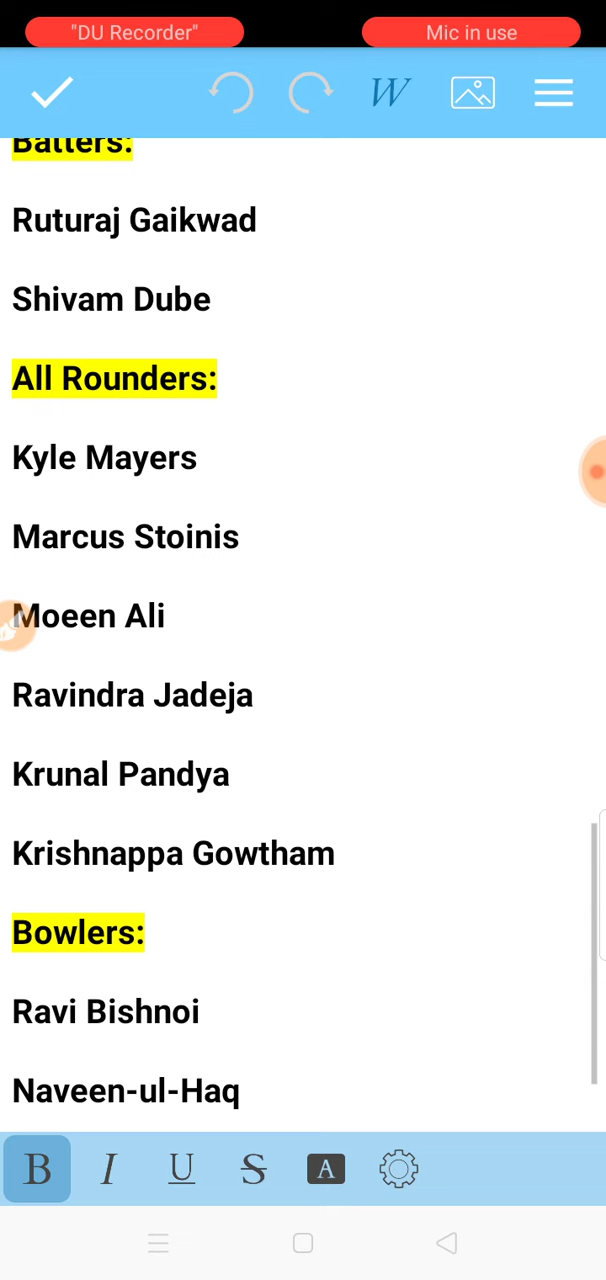 "DU Recorder" Mic in use
W
Batters:
Ruturaj Gaikwad
Shivam Dube
All Rounders:
Kyle Mayers
Marcus Stoinis
Moeen Ali
Ravindra Jadeja
Krunal Pandya
Krishnappa Gowtham
Bowlers:
Ravi Bishnoi
Naveen-ul-Haq
B I U S A